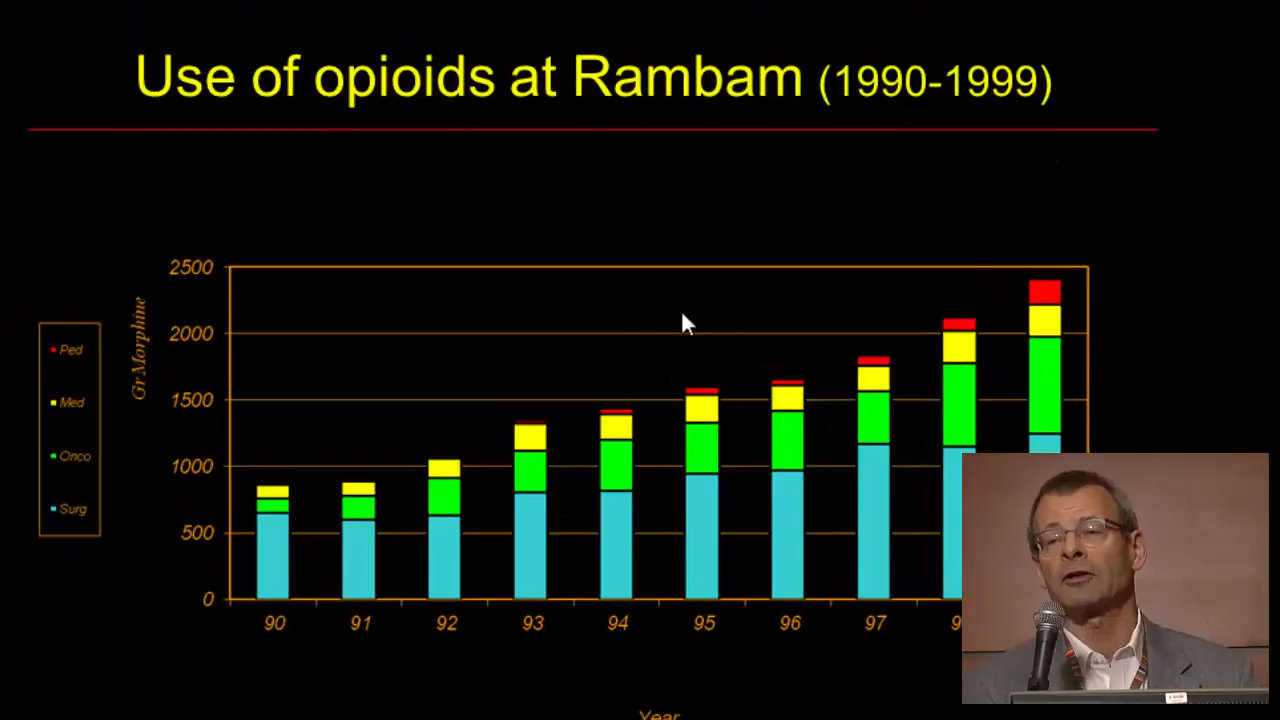 Use of opioids at Rambam (1990-1999)
Gr Morphine
2500
2000
1500
1000
500
0
Ped
Med
Onco
Surg
90
91
92
93
94
95
96
97
Year